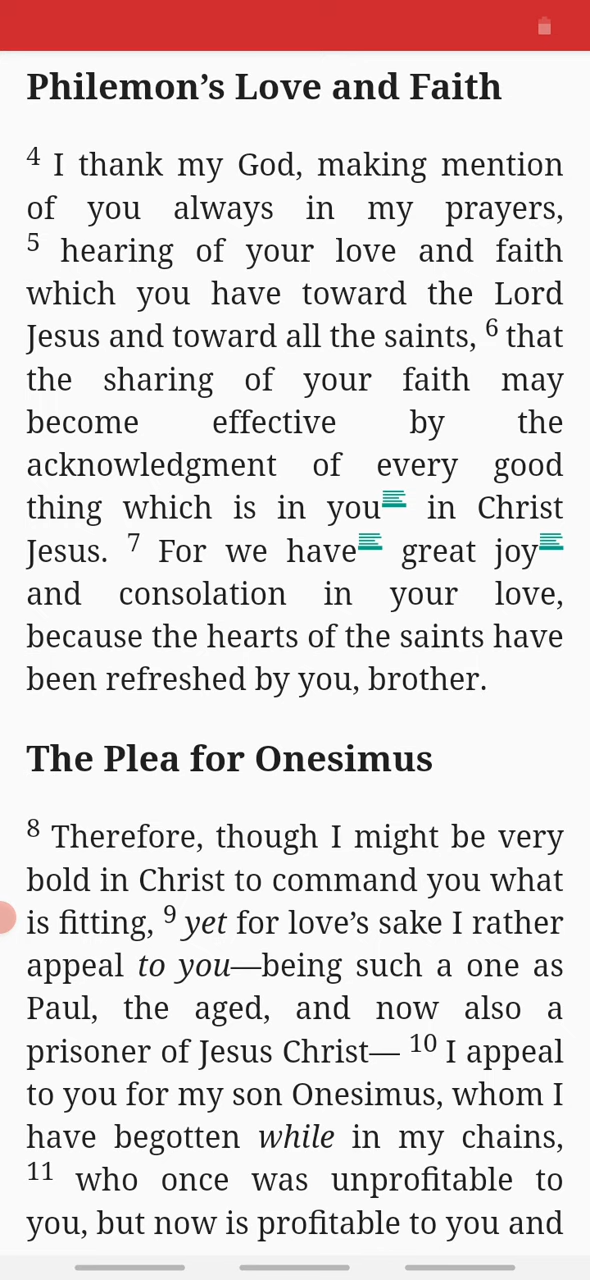 Philemon’s Love and Faith
4 I thank my God, making mention
of you always in my prayers,
5 hearing of your love and faith
which you have toward the Lord
Jesus and toward all the saints, 6 that
the sharing of your faith may
become effective by the
acknowledgment of every good
thing which is in you in Christ
Jesus. 7 For we have great joy
and consolation in your love,
because the hearts of the saints have
been refreshed by you, brother.
The Plea for Onesimus
8 Therefore, though I might be very
bold in Christ to command you what
is fitting, 9 yet for love’s sake I rather
appeal to you—being such a one as
Paul, the aged, and now also a
prisoner of Jesus Christ— 10 I appeal
to you for my son Onesimus, whom I
have begotten while in my chains,
11 who once was unprofitable to
you, but now is profitable to you and